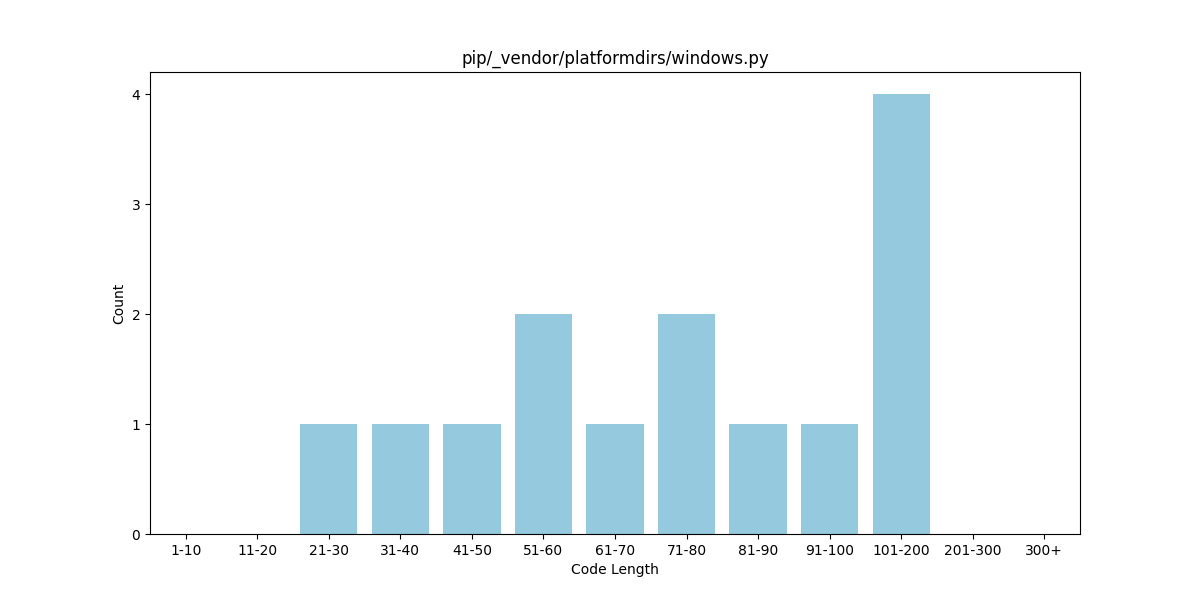 pip/_vendor/platformdirs/windows.py
4
3
2
1
0
Count
1-10 11-20 21-30 31-40 41-50 51-60 61-70 71-80 81-90 91-100 101-200 201-300 300+
Code Length